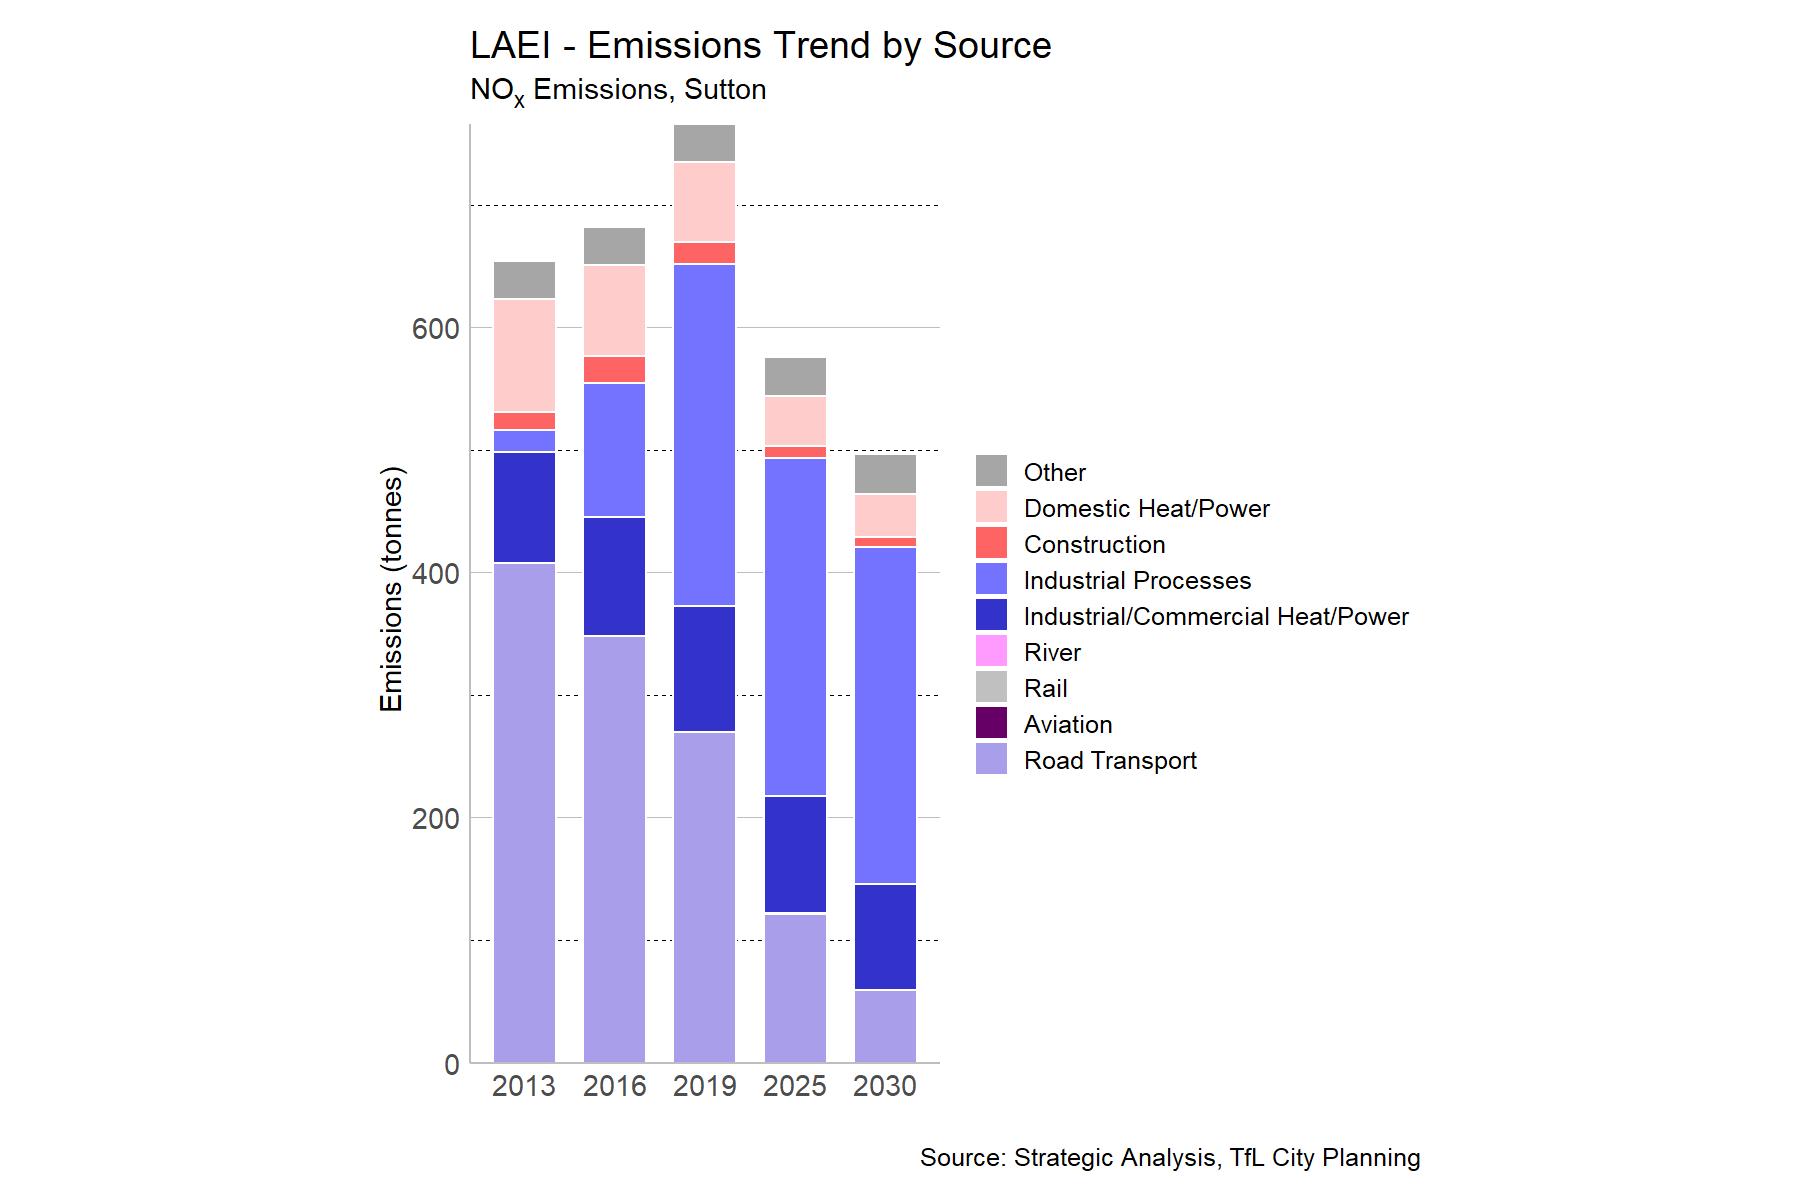 LAEI - Emissions Trend by Source
NOx Emissions, Sutton
Emissions (tonnes)
600
400
200
0
2013 2016 2019 2025 2030
Other
Domestic Heat/Power
Construction
Industrial Processes
Industrial/Commercial Heat/Power
River
Rail
Aviation
Road Transport
Source: Strategic Analysis, TfL City Planning